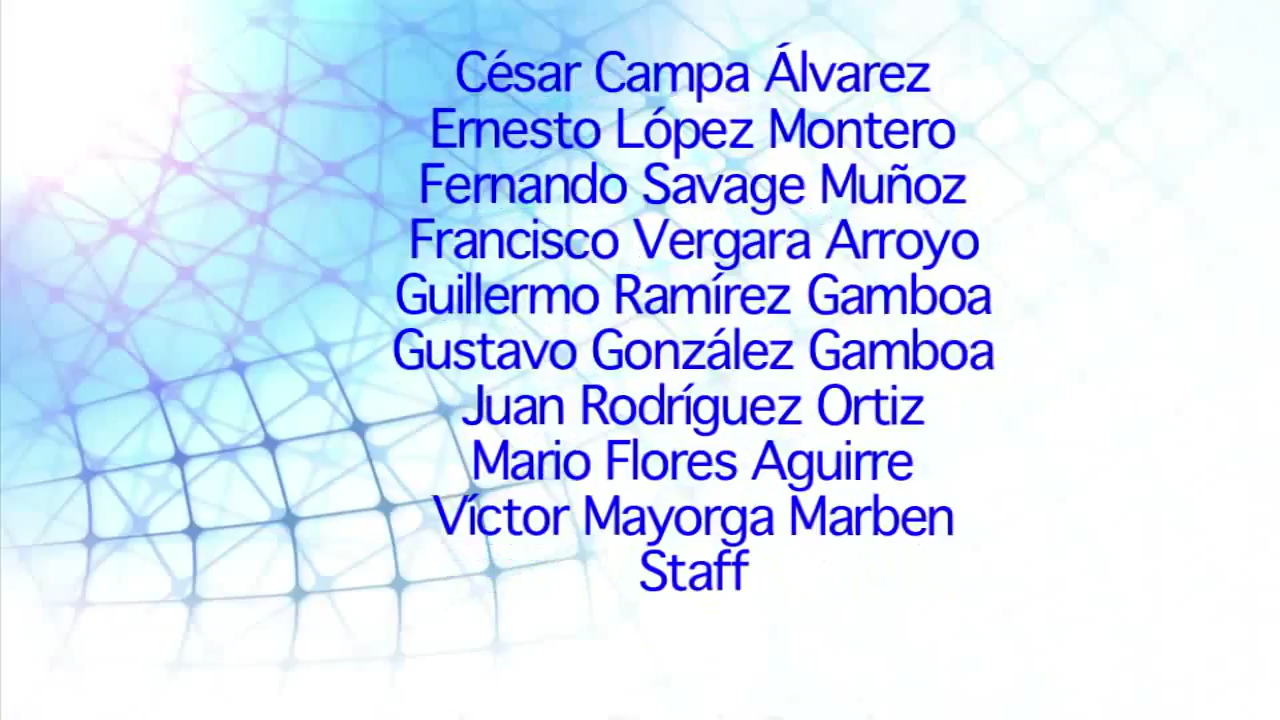 César Campa Álvarez
Ernesto López Montero
Fernando Savage Muñoz
Francisco Vergara Arroyo
Guillermo Ramírez Gamboa
Gustavo González Gamboa
Juan Rodríguez Ortiz
Mario Flores Aguirre
Víctor Mayorga Marben
Staff